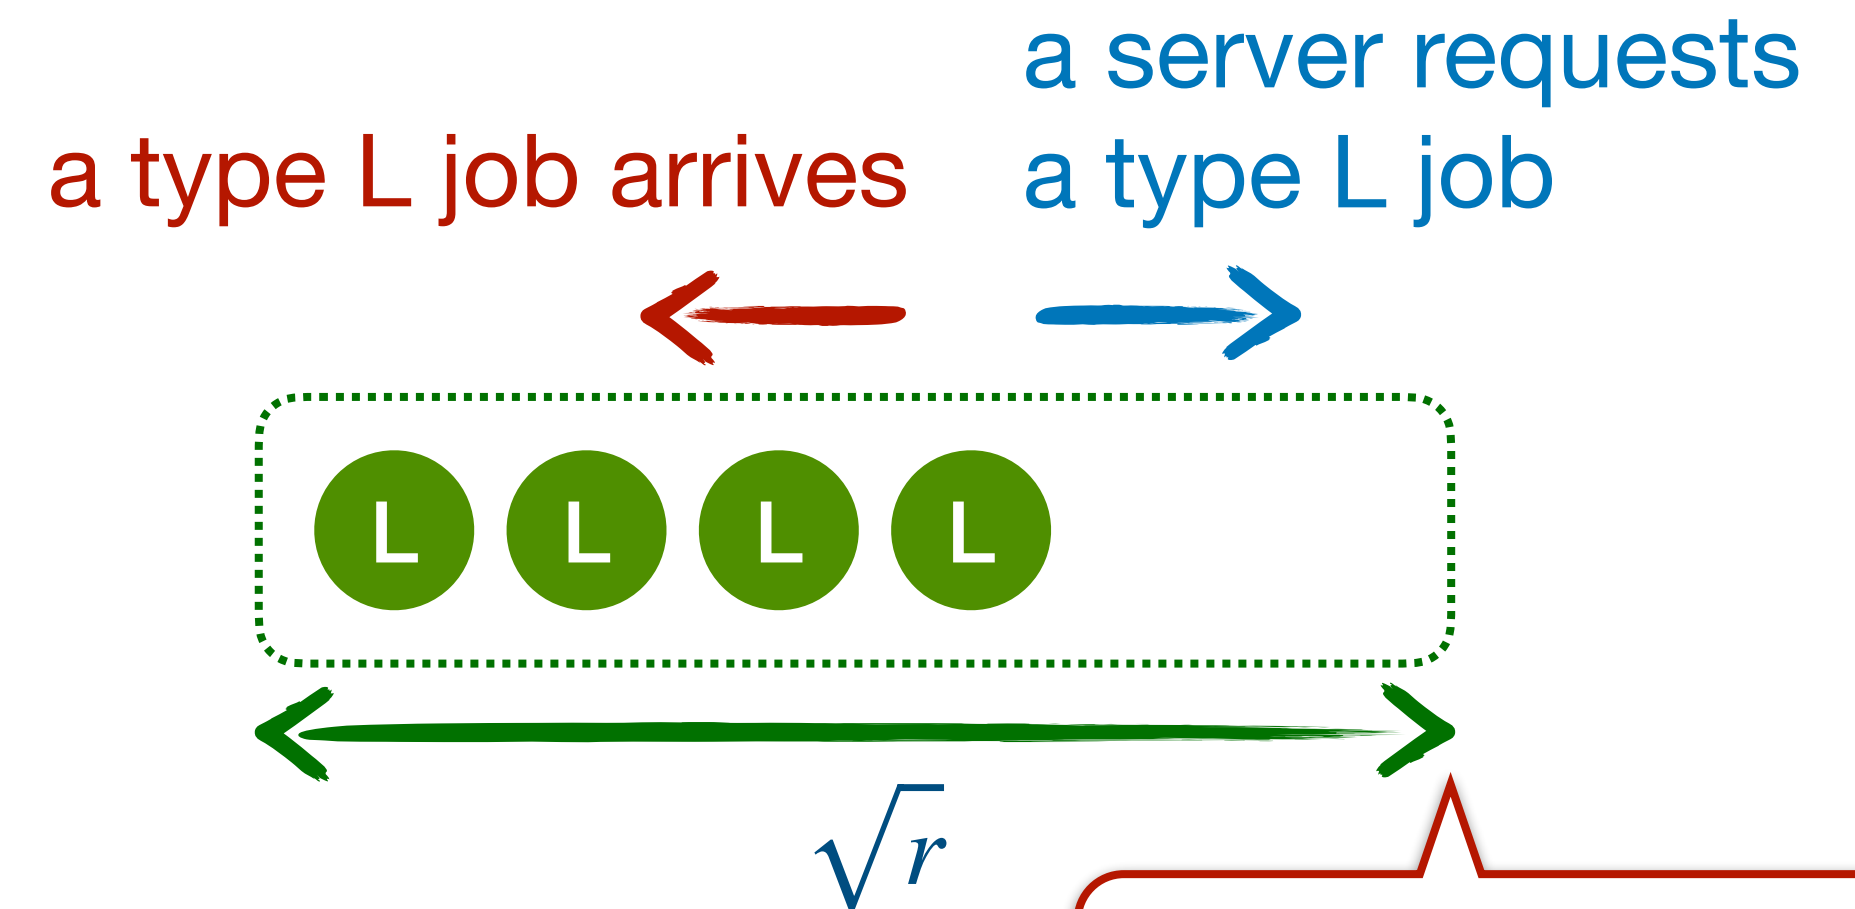 a server requests
a type L job arrives
a type L job
L L L L
√r